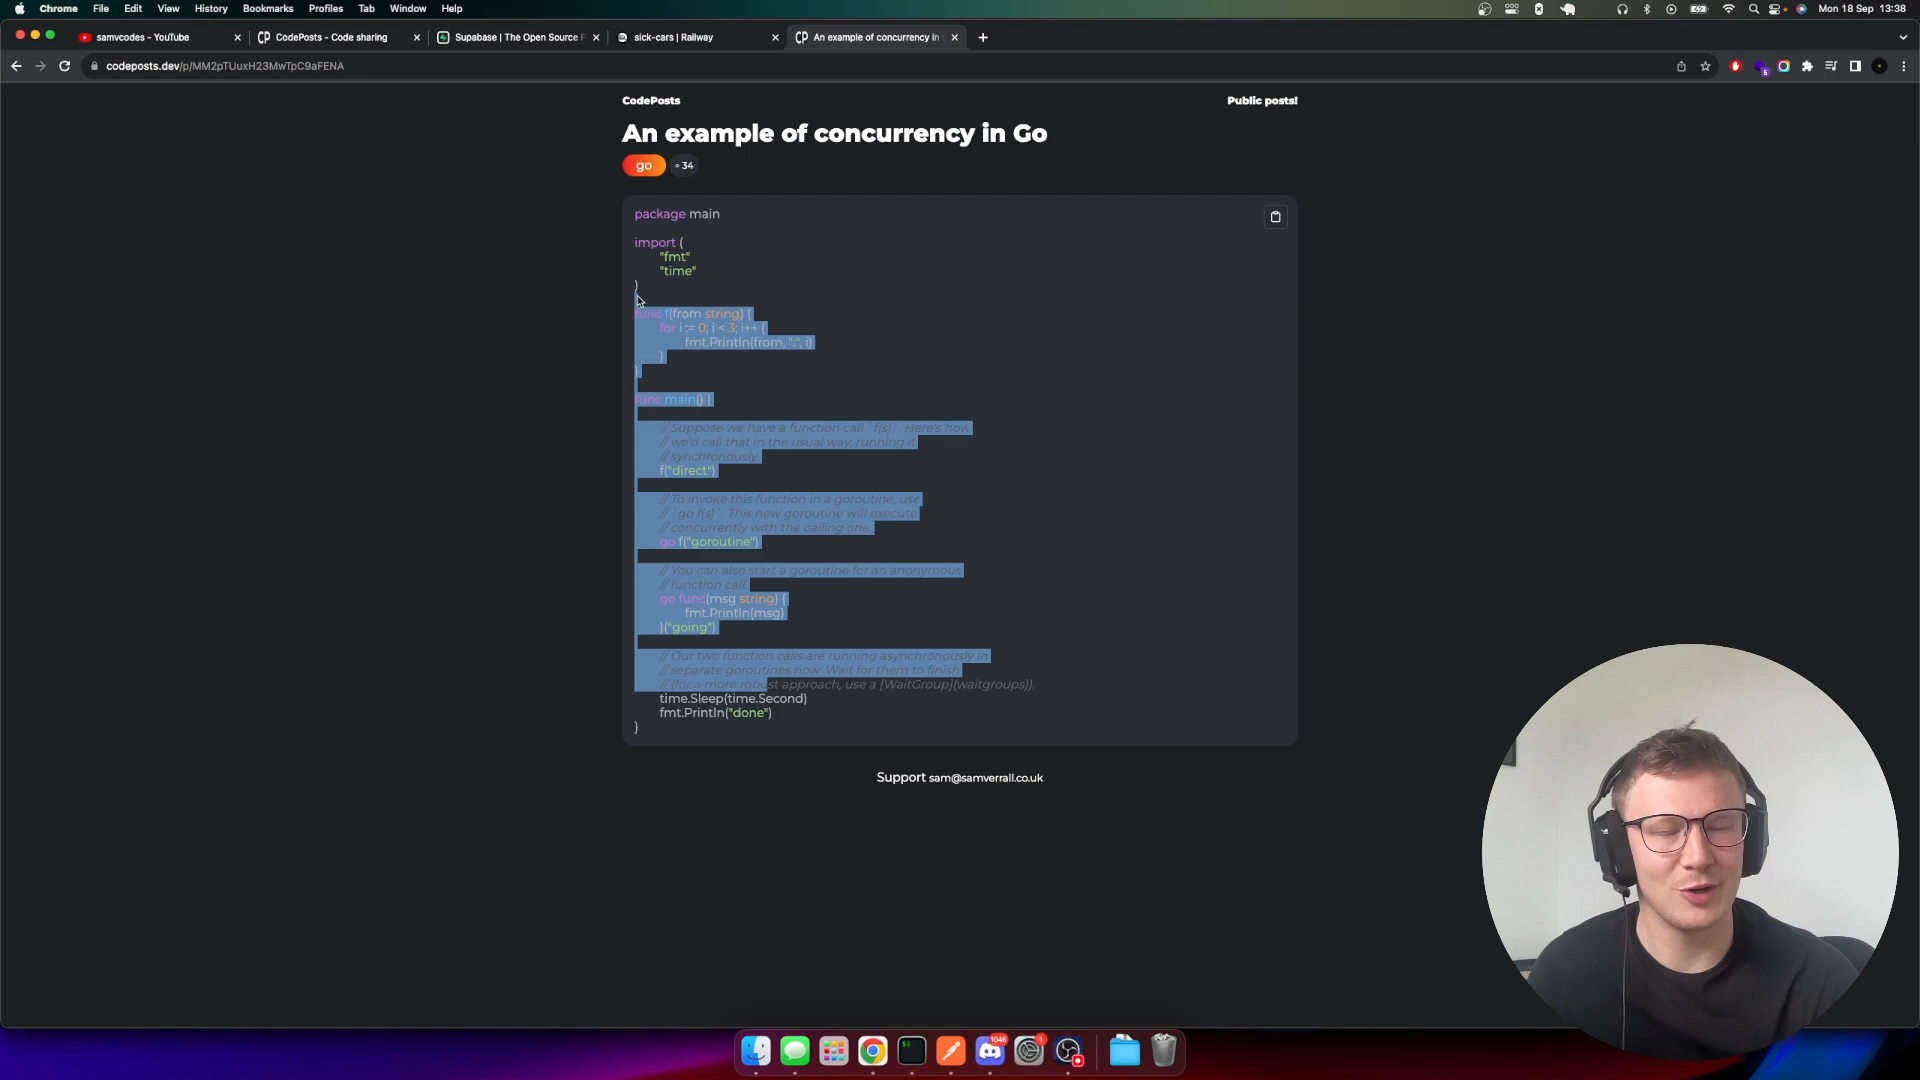 Chrome File Edit View History Bookmarks Profiles Tab Window Help Mon 18 Sep 13:38
samvcodes - YouTube
CodePosts - Code sharing
Supabase | The Open Source F
sick-cars | Railway
An example of concurrency in
codeposts.dev/p/MM2pTUuxH23MwTpC9aFENA
5
CodePosts Public posts!
An example of concurrency in Go
go 34
package main
import (
"fmt"
"time"
)
func f(from string) {
for i := 0; i < 3; i++ {
fmt.Println(from, ":", i)
}
}
func main() {
// Suppose we have a function call `f(s)`. Here's how
// we'd call that in the usual way, running it
// synchronously.
f("direct")
// To invoke this function in a goroutine, use
// `go f(s)`. This new goroutine will execute
// concurrently with the calling one.
go f("goroutine")
// You can also start a goroutine for an anonymous
// function call.
go func(msg string) {
fmt.Println(msg)
}("going")
// Our two function calls are running asynchronously in
// separate goroutines now. Wait for them to finish
// (for a more robust approach, use a [WaitGroup](waitgroups)).
time.Sleep(time.Second)
fmt.Println("done")
}
Support sam@samverrall.co.uk
1046
1